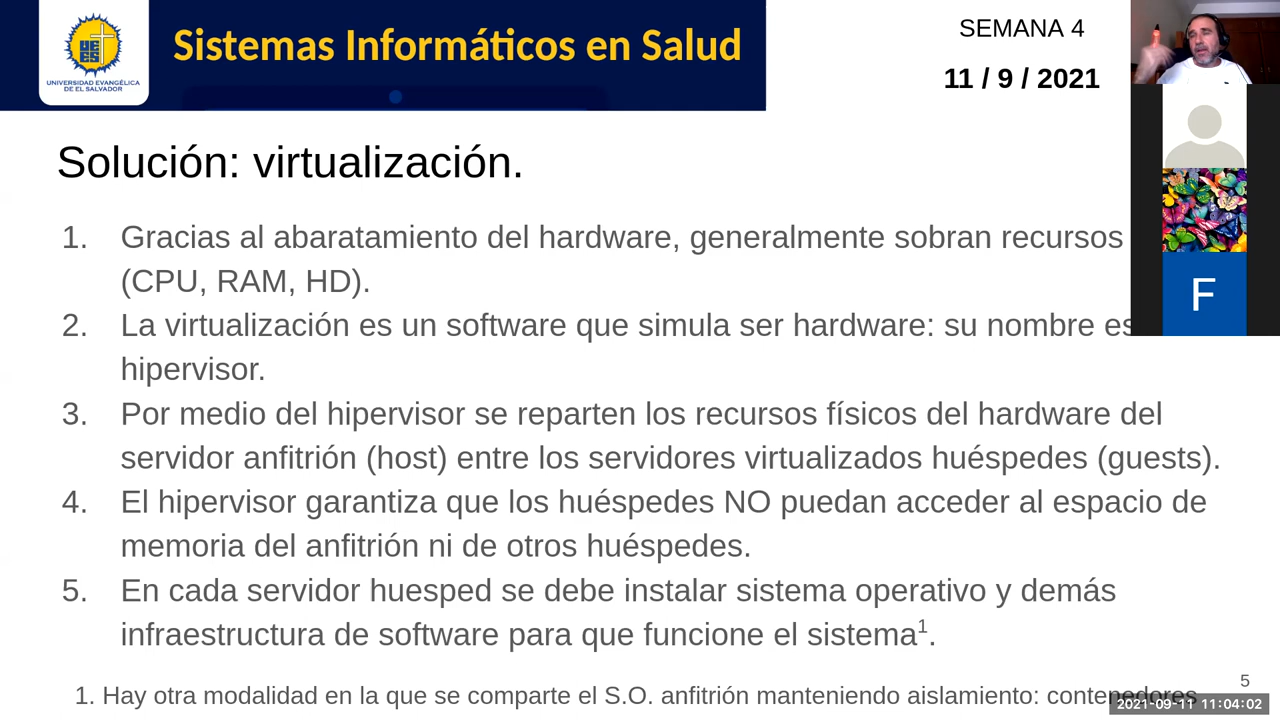 UNIVERSIDAD EVANGÉLICA
DE EL SALVADOR
UEES
Sistemas Informáticos en Salud
SEMANA 4
11 / 9 / 2021
Solución: virtualización.
1. Gracias al abaratamiento del hardware, generalmente sobran recursos
(CPU, RAM, HD).
2. La virtualización es un software que simula ser hardware: su nombre es
hipervisor.
3. Por medio del hipervisor se reparten los recursos físicos del hardware del
servidor anfitrión (host) entre los servidores virtualizados huéspedes (guests).
4. El hipervisor garantiza que los huéspedes NO puedan acceder al espacio de
memoria del anfitrión ni de otros huéspedes.
5. En cada servidor huesped se debe instalar sistema operativo y demás
infraestructura de software para que funcione el sistema1.
1. Hay otra modalidad en la que se comparte el S.O. anfitrión manteniendo aislamiento: contenedores
5
F
2021-09-11 11:04:02